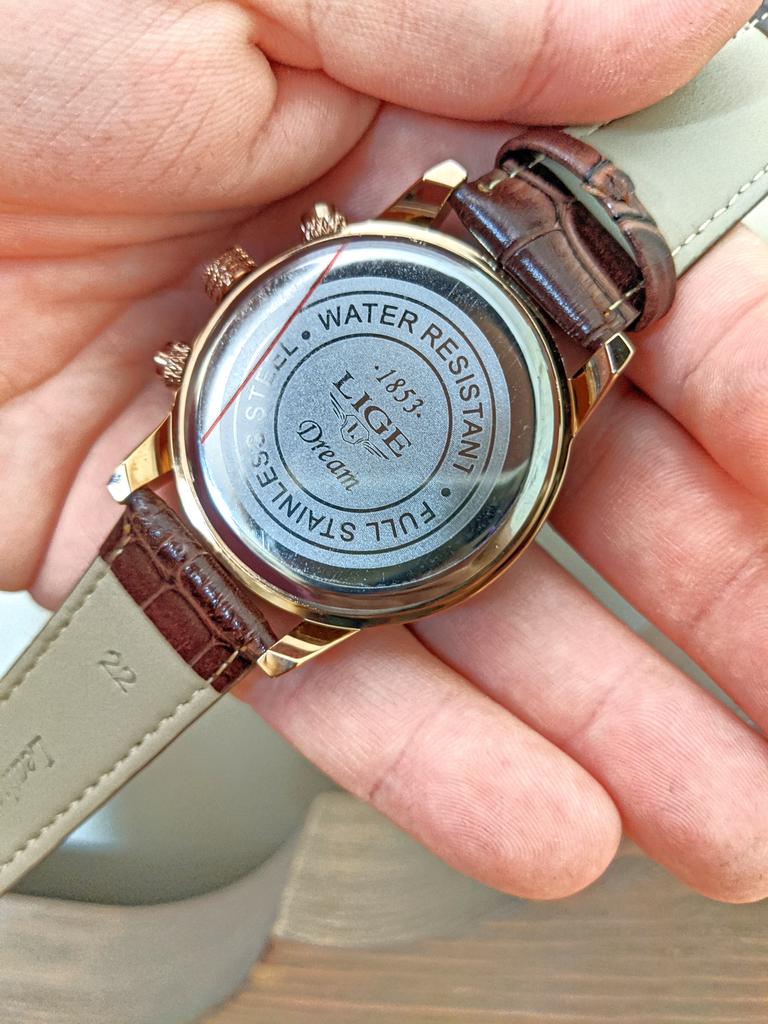 WATER RESISTANT • FULL STAINLESS STEEL •
·1853·
LIGE
L
Dream
22